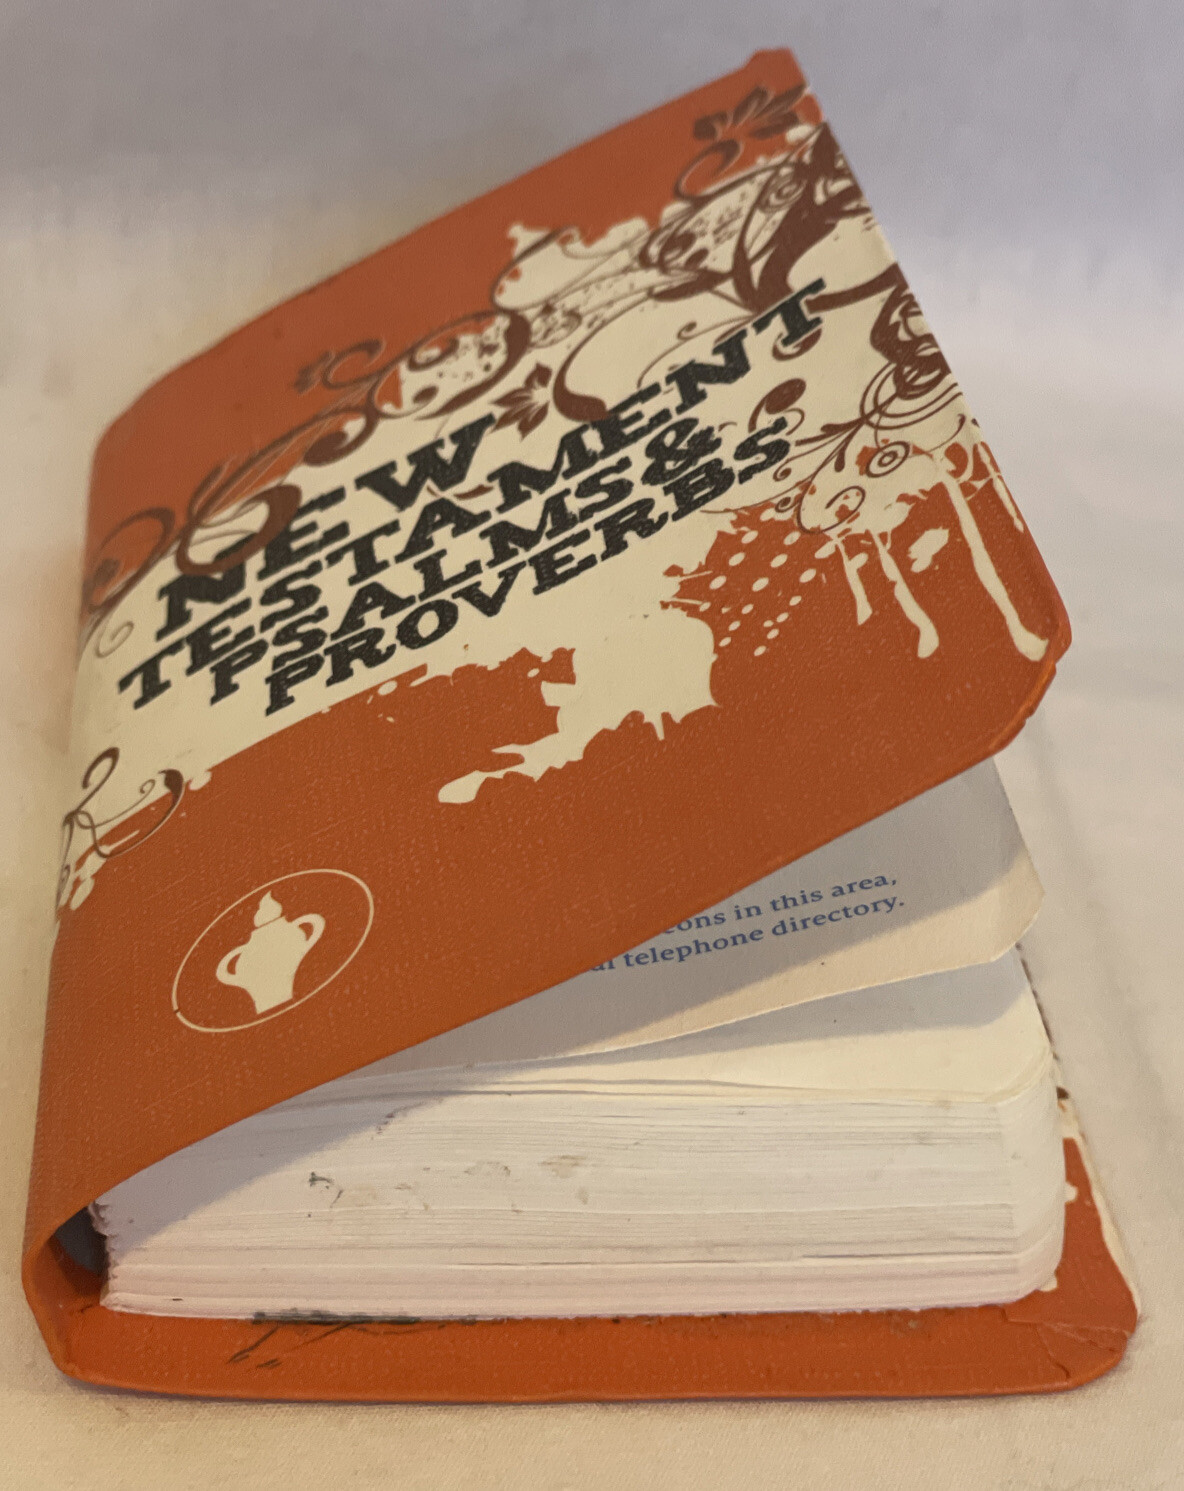 NEW
TESTAMENT
PSALMS &
PROVERBS
in this area,
telephone directory.